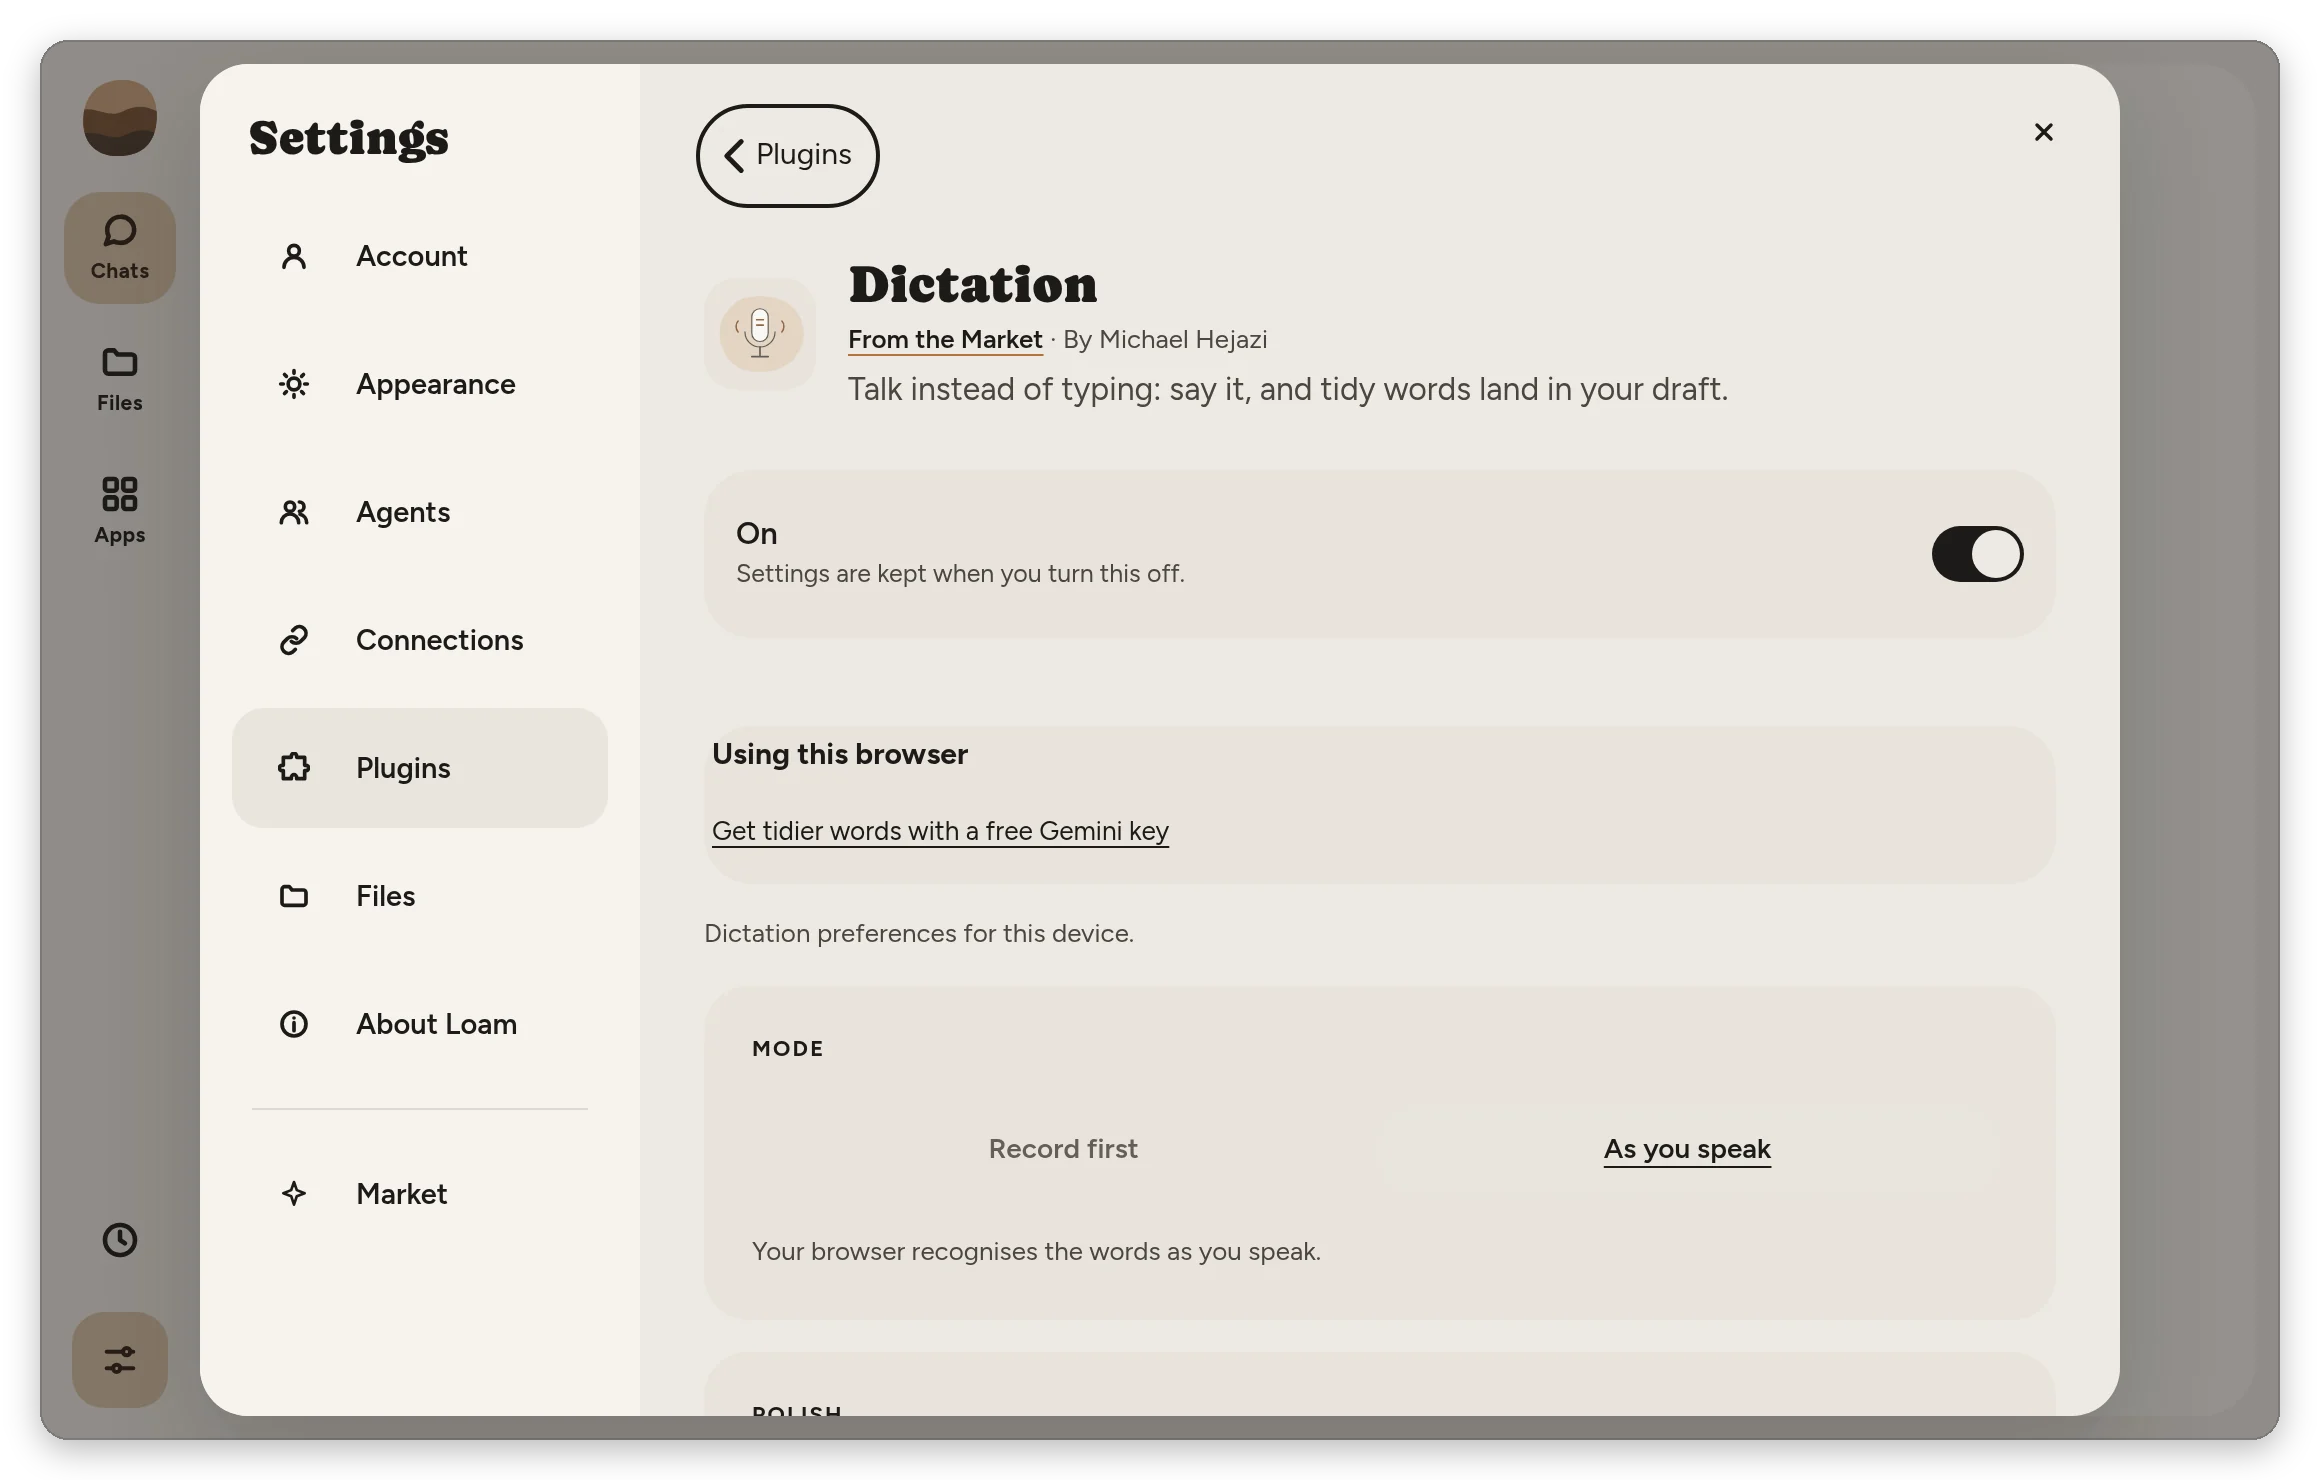 Settings
Chats
Files
Apps
Account
Appearance
Agents
Connections
Plugins
Files
About Loam
Market
Plugins
Dictation
From the Market · By Michael Hejazi
Talk instead of typing: say it, and tidy words land in your draft.
On
Settings are kept when you turn this off.
Using this browser
Get tidier words with a free Gemini key
Dictation preferences for this device.
MODE
Record first
As you speak
Your browser recognises the words as you speak.
POLISH